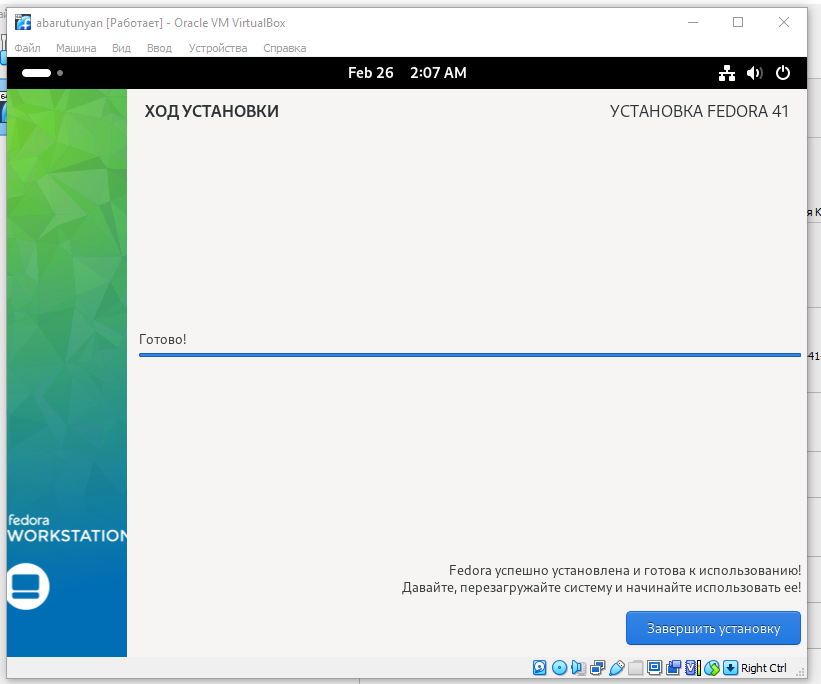 abarutunyan [Работает] - Oracle VM VirtualBox
Файл Машина Вид Ввод Устройства Справка
Feb 26 2:07 AM
ХОД УСТАНОВКИ
УСТАНОВКА FEDORA 41
я К
Готово!
41
fedora
WORKSTATION
Fedora успешно установлена и готова к использованию!
Давайте, перезагружайте систему и начинайте использовать ее!
Завершить установку
Right Ctrl